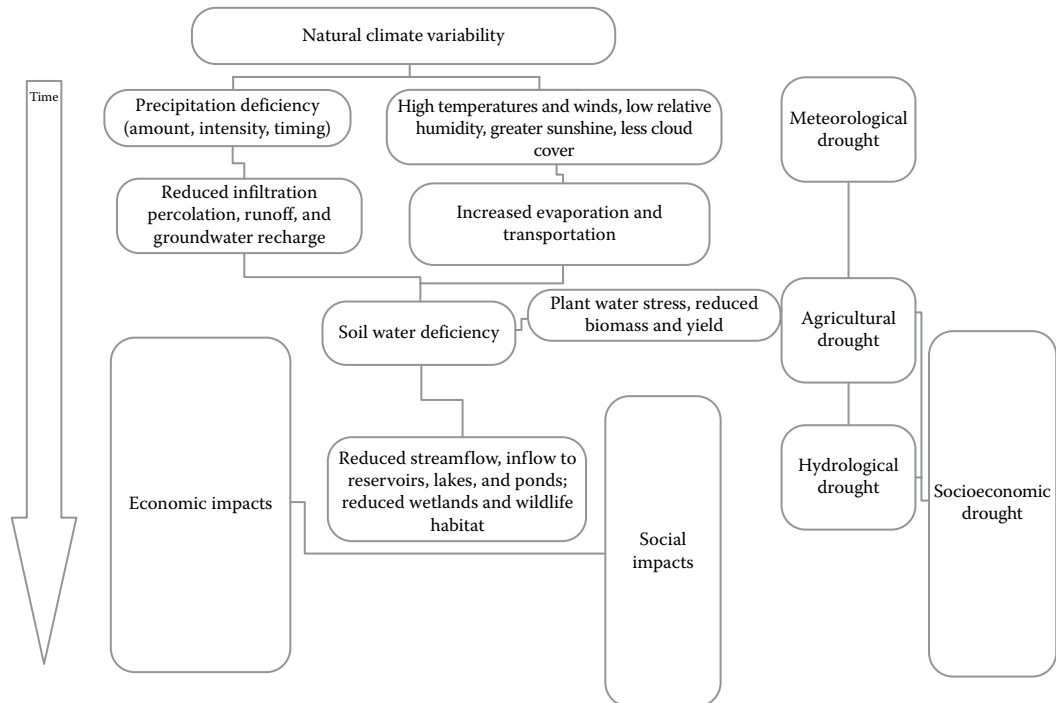 Natural climate variability
Time
Precipitation deficiency
(amount, intensity, timing)
High temperatures and winds, low relative
humidity, greater sunshine, less cloud
cover
Meteorological
drought
Reduced infiltration
percolation, runoff, and
groundwater recharge
Increased evaporation and
transportation
Soil water deficiency
Plant water stress, reduced
biomass and yield
Agricultural
drought
Economic impacts
Reduced streamflow, inflow to
reservoirs, lakes, and ponds;
reduced wetlands and wildlife
habitat
Social
impacts
Hydrological
drought
Socioeconomic
drought